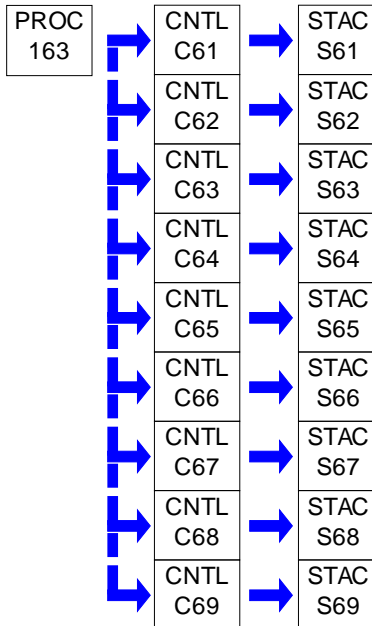 PROC
163
CNTL
C61
STAC
S61
CNTL
C62
STAC
S62
CNTL
C63
STAC
S63
CNTL
C64
STAC
S64
CNTL
C65
STAC
S65
CNTL
C66
STAC
S66
CNTL
C67
STAC
S67
CNTL
C68
STAC
S68
CNTL
C69
STAC
S69